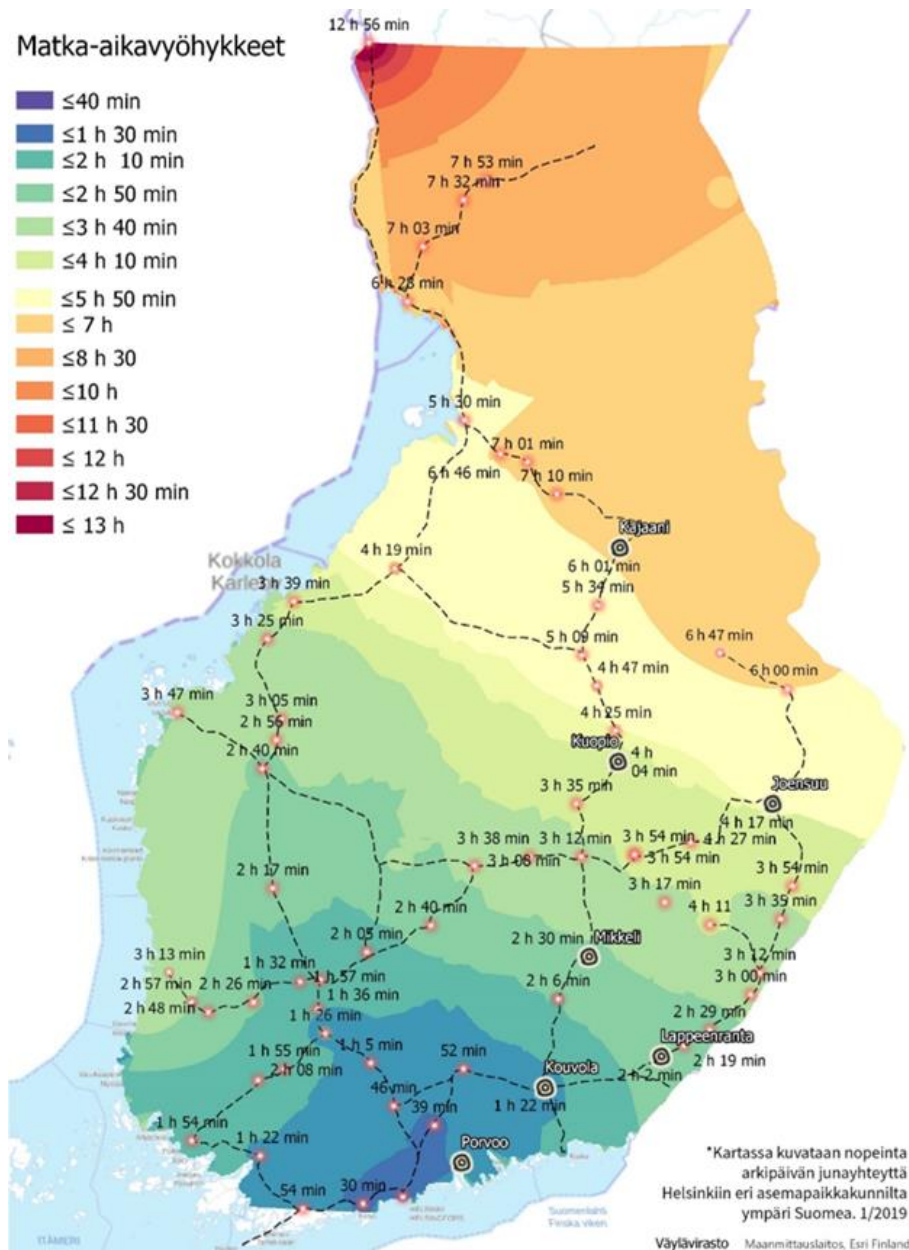 12 h 56 min
Matka-aikavyöhykkeet
≤40 min
≤1 h 30 min
≤2 h 10 min
≤2 h 50 min
≤3 h 40 min
≤4 h 10 min
≤5 h 50 min
≤ 7 h
≤8 h 30
≤10 h
≤11 h 30
≤ 12 h
≤12 h 30 min
≤ 13 h
7 h 53 min
7 h 32 min
7 h 03 min
6 h 28 min
5 h 30 min
7 h 01 min
6 h 46 min
7 h 10 min
Kajaani
4 h 19 min
6 h 01 min
Kokkola
3 h 39 min
5 h 34 min
3 h 25 min
5 h 09 min
6 h 47 min
4 h 47 min
6 h 00 min
3 h 47 min
3 h 05 min
2 h 56 min
4 h 25 min
2 h 40 min
Kuopio
4 h
04 min
3 h 35 min
Joensuu
4 h 17 min
3 h 38 min
3 h 12 min
3 h 54 min
4 h 27 min
3 h 08 min
3 h 54 min
3 h 54 min
2 h 17 min
3 h 17 min
3 h 35 min
2 h 40 min
4 h 11
2 h 05 min
2 h 30 min
Mikkeli
3 h 13 min
1 h 32 min
3 h 12 min
2 h 57 min
2 h 26 min
1 h 57 min
3 h 00 min
2 h 48 min
1 h 36 min
2 h 6 min
1 h 26 min
2 h 29 min
1 h 5 min
52 min
Lappeenranta
1 h 55 min
2 h 19 min
2 h 08 min
Kouvola
2 h 2 min
46 min
1 h 22 min
39 min
1 h 54 min
1 h 22 min
Porvoo
30 min
54 min
*Kartassa kuvataan nopeinta
arkipäivän junayhteyttä
Helsinkiin eri asemapaikkakunnilta
ympäri Suomea. 1/2019
Suomenlahti
Finska viken
ITÄMERI
Väylävirasto Maanmittauslaitos, Esri Finland